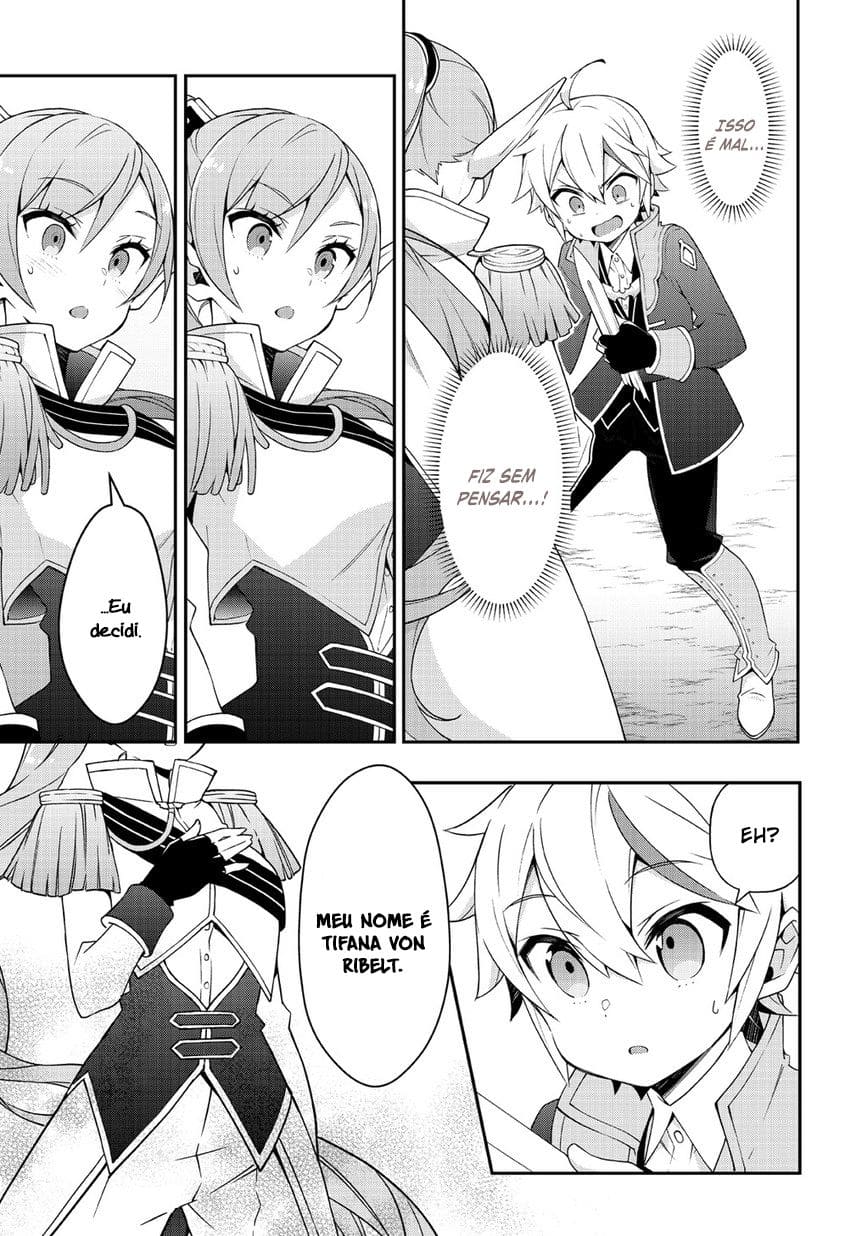 ISSO
É MAL...
FIZ SEM
PENSAR...!
...Eu
decidi.
EH?
MEU NOME É
TIFANA VON
RIBELT.